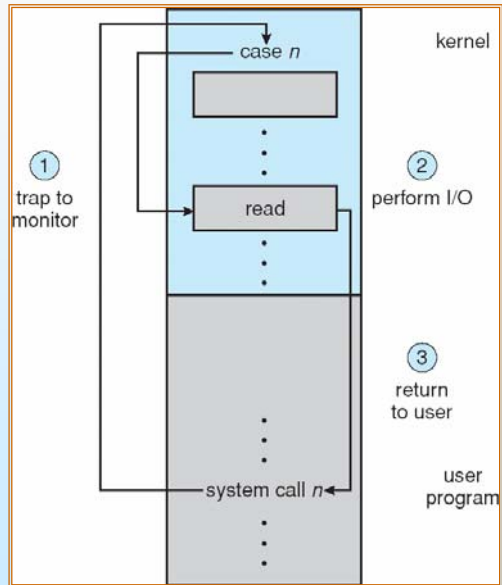 case n
kernel
1
trap to
monitor
2
perform I/O
read
3
return
to user
system call n
user
program